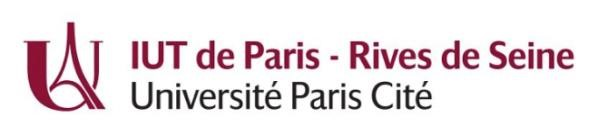 IUT de Paris - Rives de Seine
Université Paris Cité